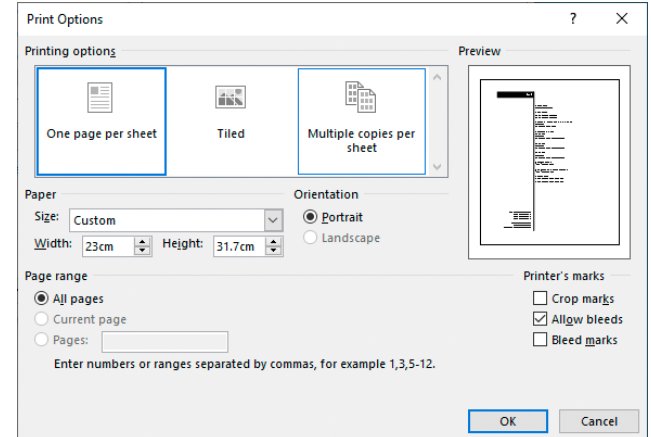 Print Options
?
Printing options
Preview
One page per sheet
Tiled
Multiple copies per
sheet
Paper
Orientation
Size: Custom
Portrait
Width: 23cm Height: 31.7cm
Landscape
Page range
Printer's marks
All pages
Crop marks
Current page
Allow bleeds
Pages:
Bleed marks
Enter numbers or ranges separated by commas, for example 1,3,5-12.
OK Cancel